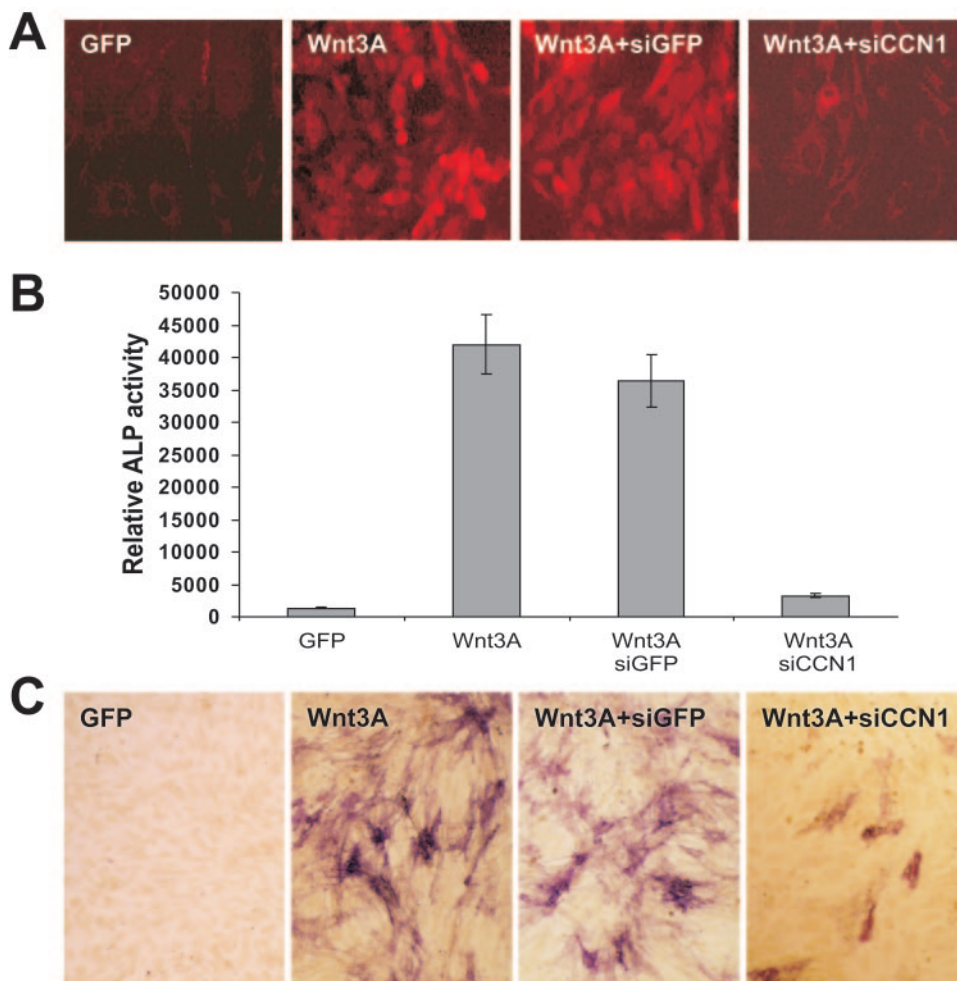 A
GFP
Wnt3A
Wnt3A+siGFP
Wnt3A+siCCN1
B
Relative ALP activity
50000
45000
40000
35000
30000
25000
20000
15000
10000
5000
0
GFP
Wnt3A
Wnt3A
siGFP
Wnt3A
siCCN1
C
GFP
Wnt3A
Wnt3A+siGFP
Wnt3A+siCCN1